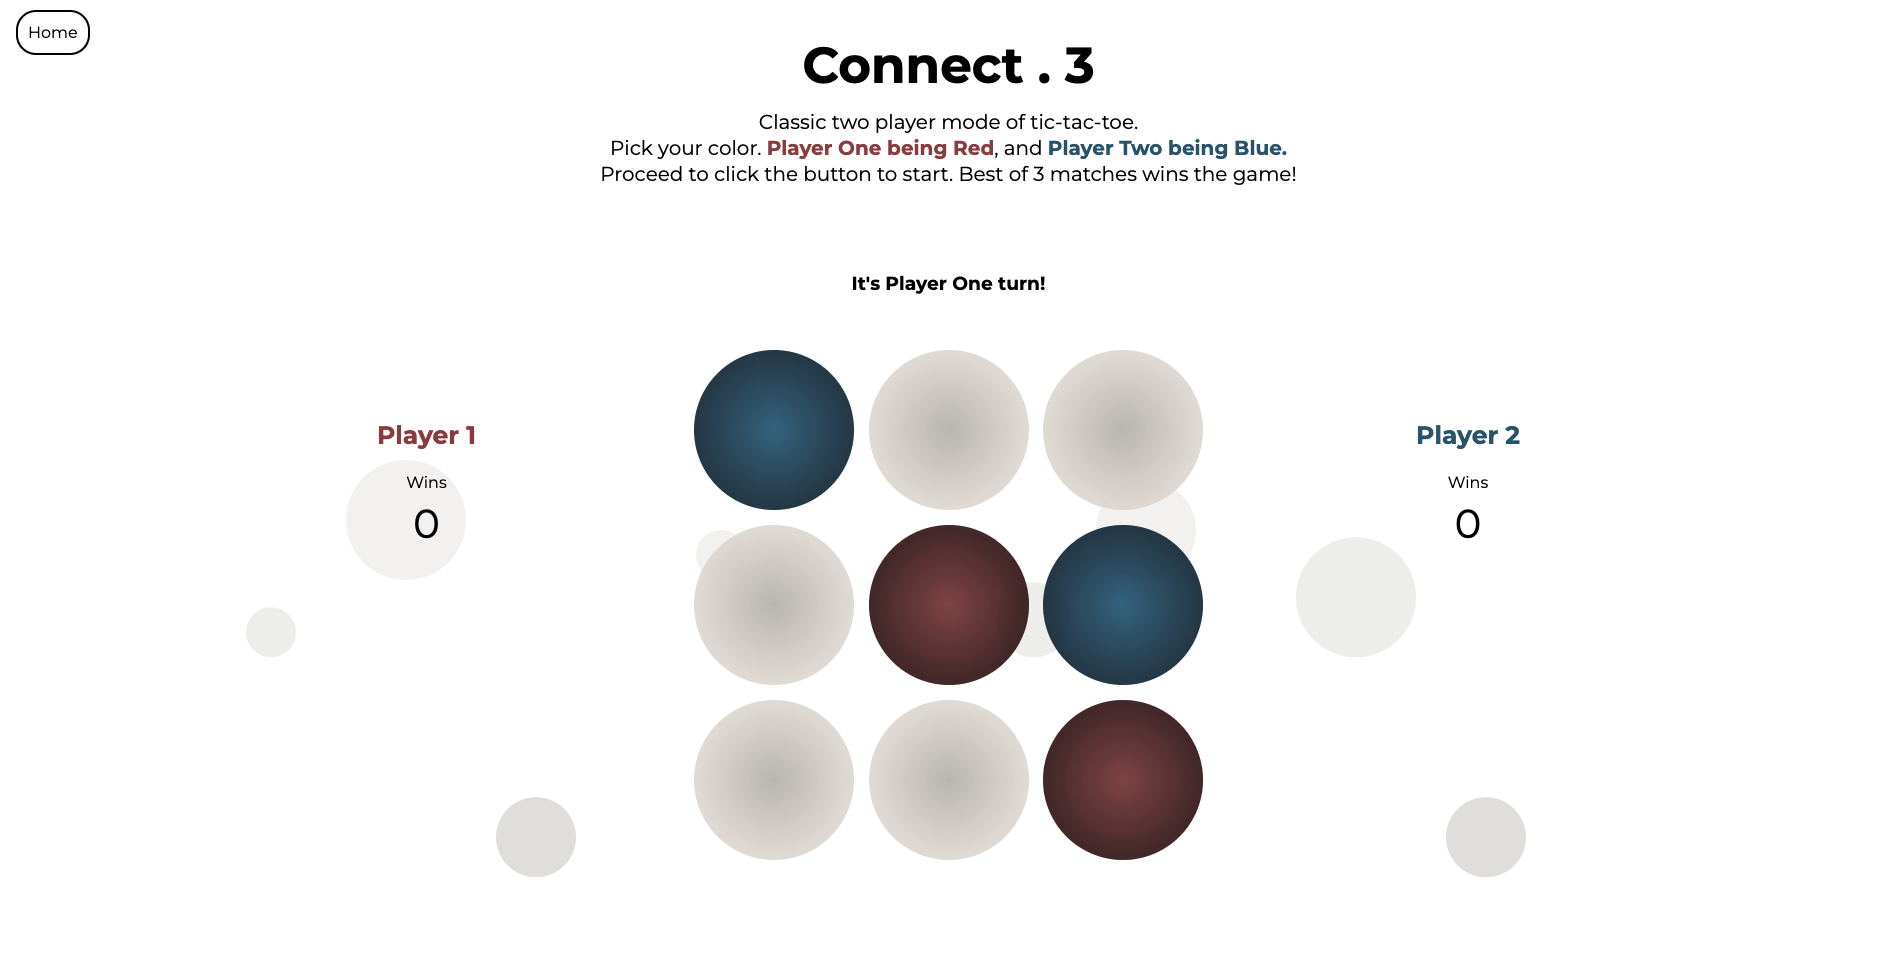 Home
Connect . 3
Classic two player mode of tic-tac-toe.
Pick your color. Player One being Red, and Player Two being Blue.
Proceed to click the button to start. Best of 3 matches wins the game!
It's Player One turn!
Player 1
Wins
0
Player 2
Wins
0